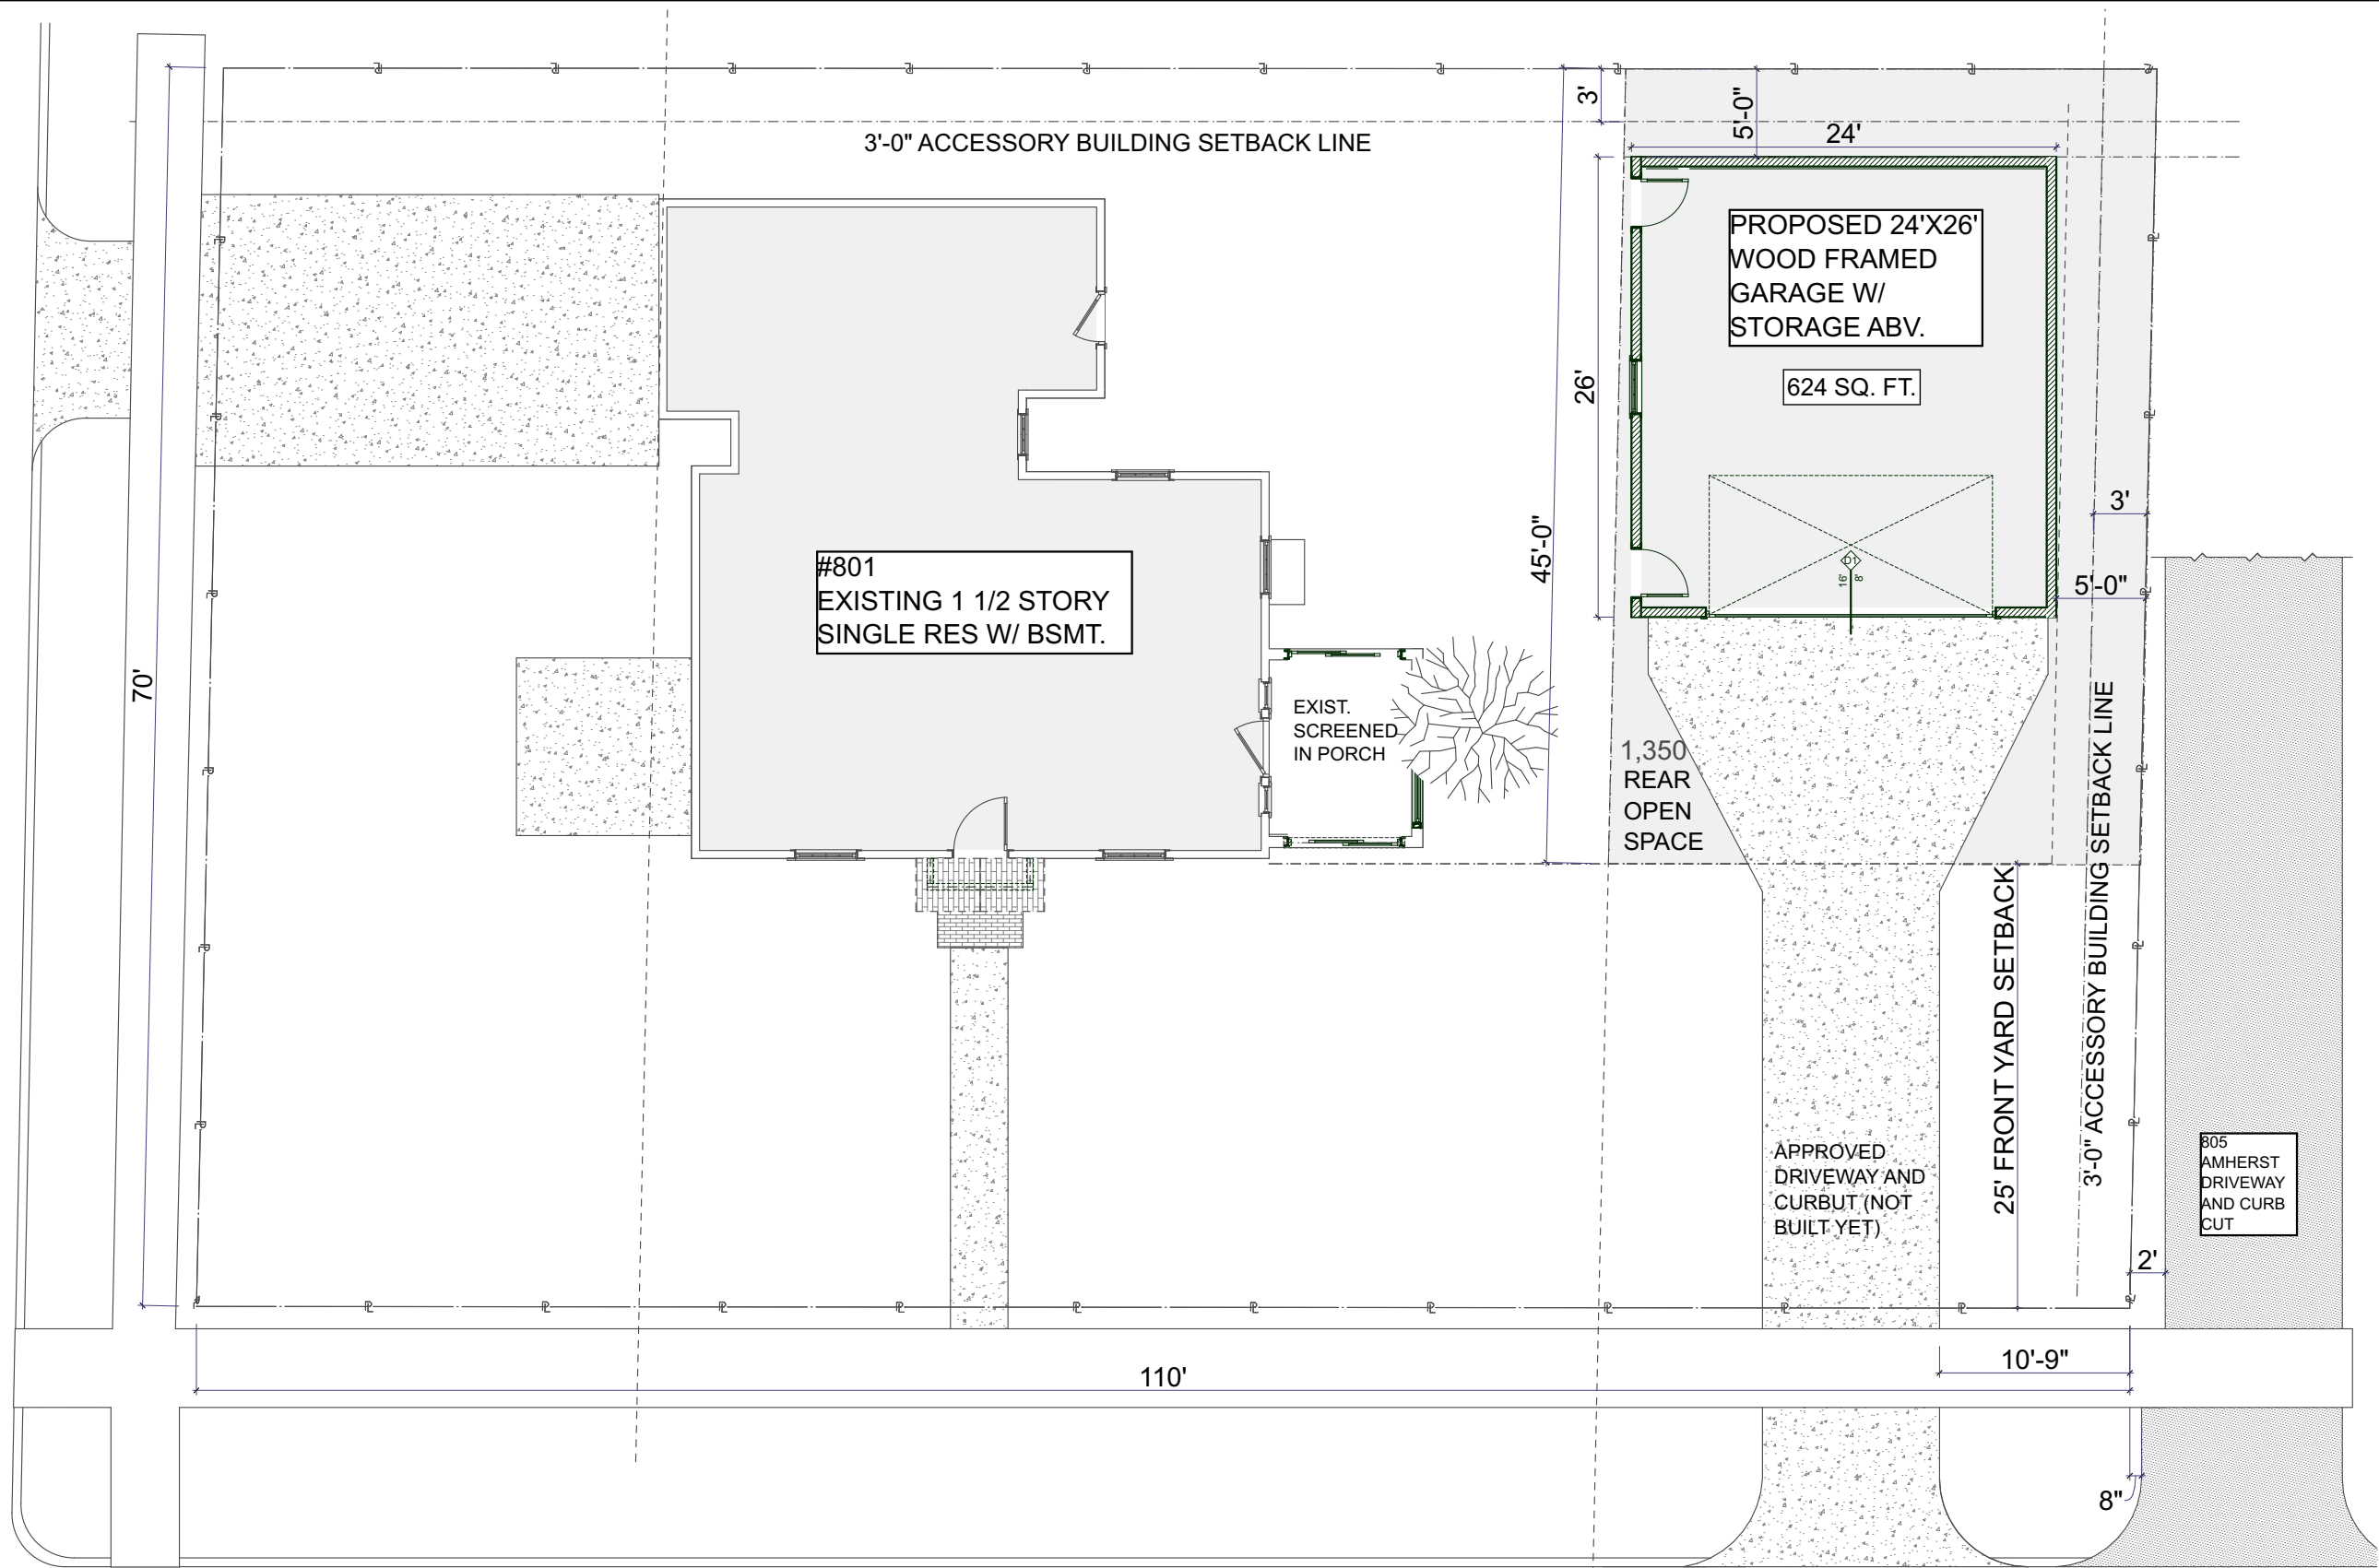 3'
5'-0"
24'
3'-0" ACCESSORY BUILDING SETBACK LINE
PROPOSED 24'X26'
WOOD FRAMED
GARAGE W/
STORAGE ABV.
624 SQ. FT.
26'
45'-0"
3'
5'-0"
D1
16'
8'
#801
EXISTING 1 1/2 STORY
SINGLE RES W/ BSMT.
70'
EXIST.
SCREENED
IN PORCH
1,350
REAR
OPEN
SPACE
3'-0" ACCESSORY BUILDING SETBACK LINE
25' FRONT YARD SETBACK
APPROVED
DRIVEWAY AND
CURBUT (NOT
BUILT YET)
805
AMHERST
DRIVEWAY
AND CURB
CUT
2'
10'-9"
110'
8"